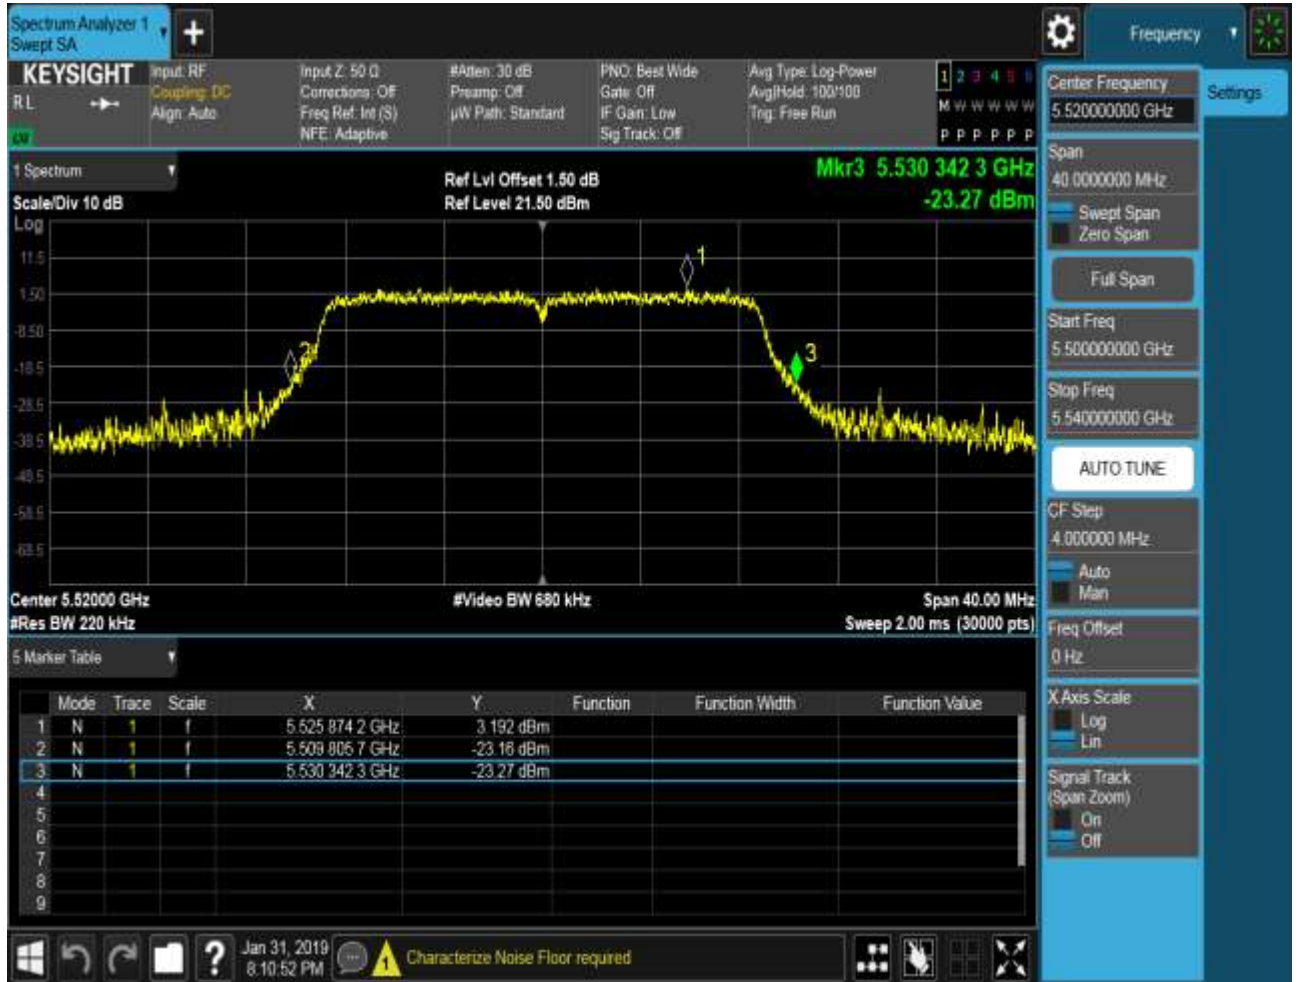 Spectrum Analyzer 1
Swept SA
Frequency
KEYSIGHT
RL
Input: RF
Coupling: DC
Align: Auto
Input Z: 50 Ω
Corrections: Off
Freq Ref: Int (S)
NFE: Adaptive
#Atten: 30 dB
Preamp: Off
µW Path: Standard
PNO: Best Wide
Gate: Off
IF Gain: Low
Sig Track: Off
Avg Type: Log-Power
Avg|Hold: 100/100
Trig: Free Run
1 2 3 4 5 6
M W W W W W
P P P P P P
1 Spectrum
Scale/Div 10 dB
Ref Lvl Offset 1.50 dB
Ref Level 21.50 dBm
Mkr3 5.530 342 3 GHz
-23.27 dBm
Log
11.5
1.50
-8.50
-18.5
-28.5
-38.5
-48.5
-58.5
-68.5
1
2
3
Center 5.52000 GHz
#Res BW 220 kHz
#Video BW 680 kHz
Span 40.00 MHz
Sweep 2.00 ms (30000 pts)
5 Marker Table
Mode Trace Scale X Y Function Function Width Function Value
1 N 1 f 5.525 874 2 GHz 3.192 dBm
2 N 1 f 5.509 805 7 GHz -23.16 dBm
3 N 1 f 5.530 342 3 GHz -23.27 dBm
4
5
6
7
8
9
Center Frequency
5.520000000 GHz
Settings
Span
40.0000000 MHz
Swept Span
Zero Span
Full Span
Start Freq
5.500000000 GHz
Stop Freq
5.540000000 GHz
AUTO TUNE
CF Step
4.000000 MHz
Auto
Man
Freq Offset
0 Hz
X Axis Scale
Log
Lin
Signal Track
(Span Zoom)
On
Off
?
Jan 31, 2019
8:10:52 PM
1
Characterize Noise Floor required